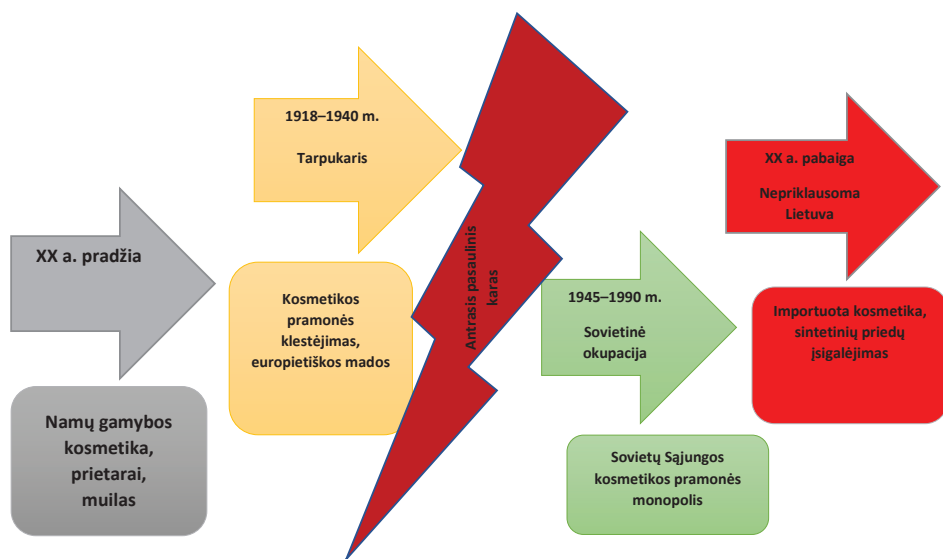 XX a. pradžia
Namų gamybos
kosmetika,
prietarai,
muilas
1918–1940 m.
Tarpukaris
Kosmetikos
pramonės
klestėjimas,
europietiškos mados
Antrasis pasaulinis
karas
1945–1990 m.
Sovietinė
okupacija
Sovietų Sąjungos
kosmetikos pramonės
monopolis
XX a. pabaiga
Nepriklausoma
Lietuva
Importuota kosmetika,
sintetinių priedų
įsigalėjimas